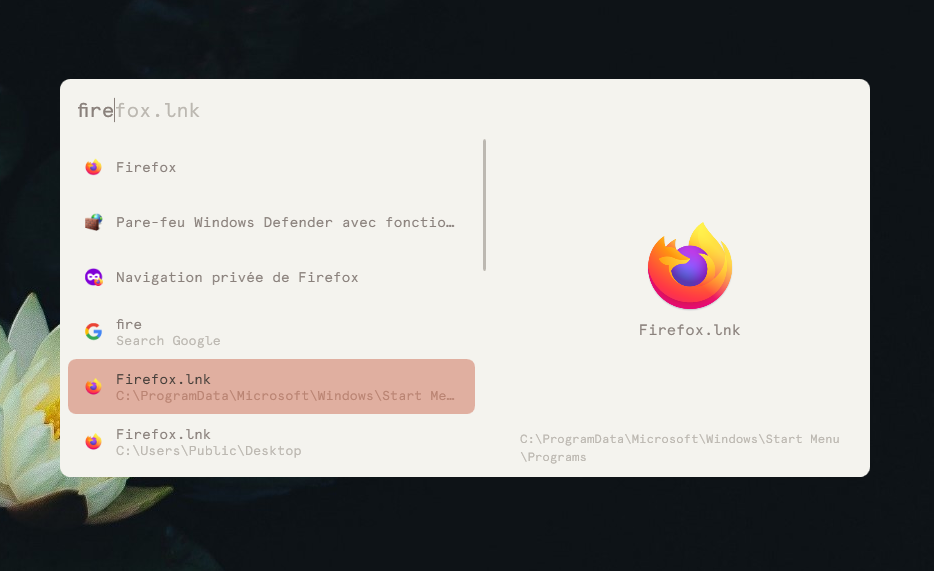 firefox.lnk
Firefox
Pare-feu Windows Defender avec fonctio…
Navigation privée de Firefox
fire
Search Google
Firefox.lnk
C:\ProgramData\Microsoft\Windows\Start Me…
Firefox.lnk
C:\Users\Public\Desktop
Firefox.lnk
C:\ProgramData\Microsoft\Windows\Start Menu
\Programs